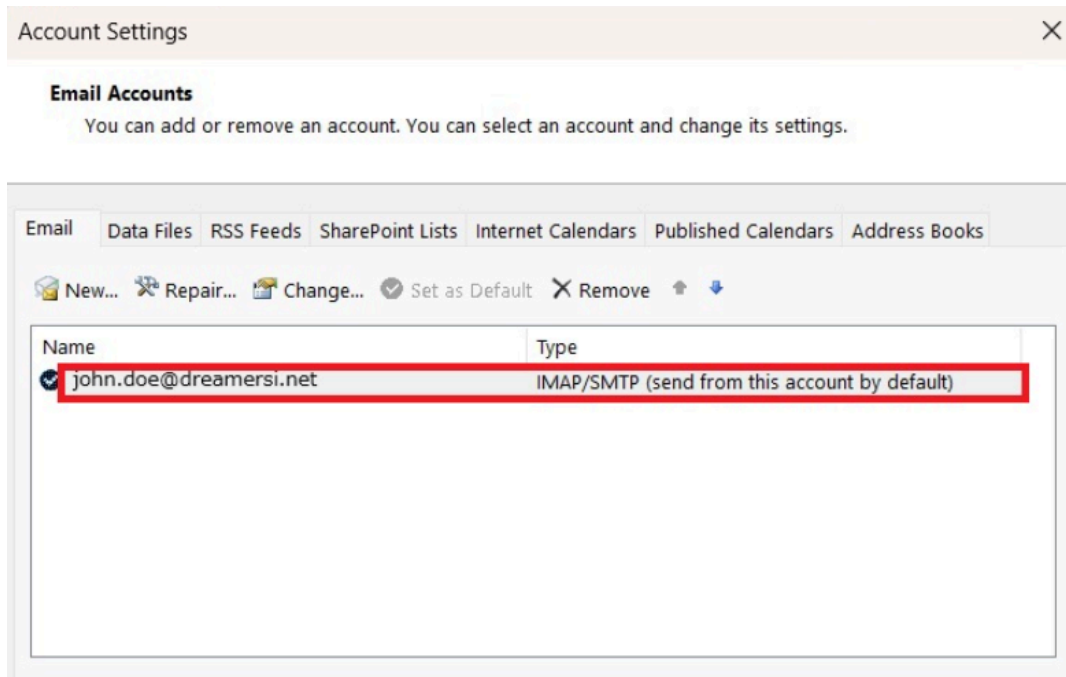 Account Settings
Email Accounts
You can add or remove an account. You can select an account and change its settings.
Email Data Files RSS Feeds SharePoint Lists Internet Calendars Published Calendars Address Books
New... Repair... Change... Set as Default Remove
Name Type
john.doe@dreamersi.net IMAP/SMTP (send from this account by default)